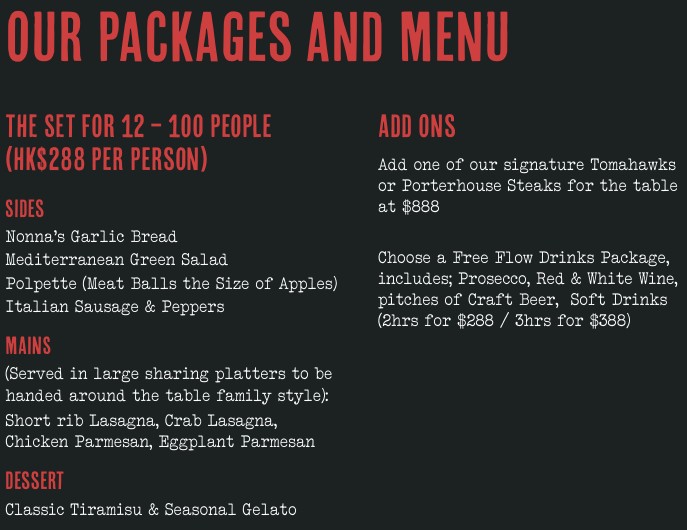 OUR PACKAGES AND MENU
THE SET FOR 12 – 100 PEOPLE
(HK$288 PER PERSON)
SIDES
Nonna's Garlic Bread
Mediterranean Green Salad
Polpette (Meat Balls the Size of Apples)
Italian Sausage & Peppers
MAINS
(Served in large sharing platters to be
handed around the table family style):
Short rib Lasagna, Crab Lasagna,
Chicken Parmesan, Eggplant Parmesan
DESSERT
Classic Tiramisu & Seasonal Gelato
ADD ONS
Add one of our signature Tomahawks
or Porterhouse Steaks for the table
at $888
Choose a Free Flow Drinks Package,
includes; Prosecco, Red & White Wine,
pitches of Craft Beer, Soft Drinks
(2hrs for $288 / 3hrs for $388)